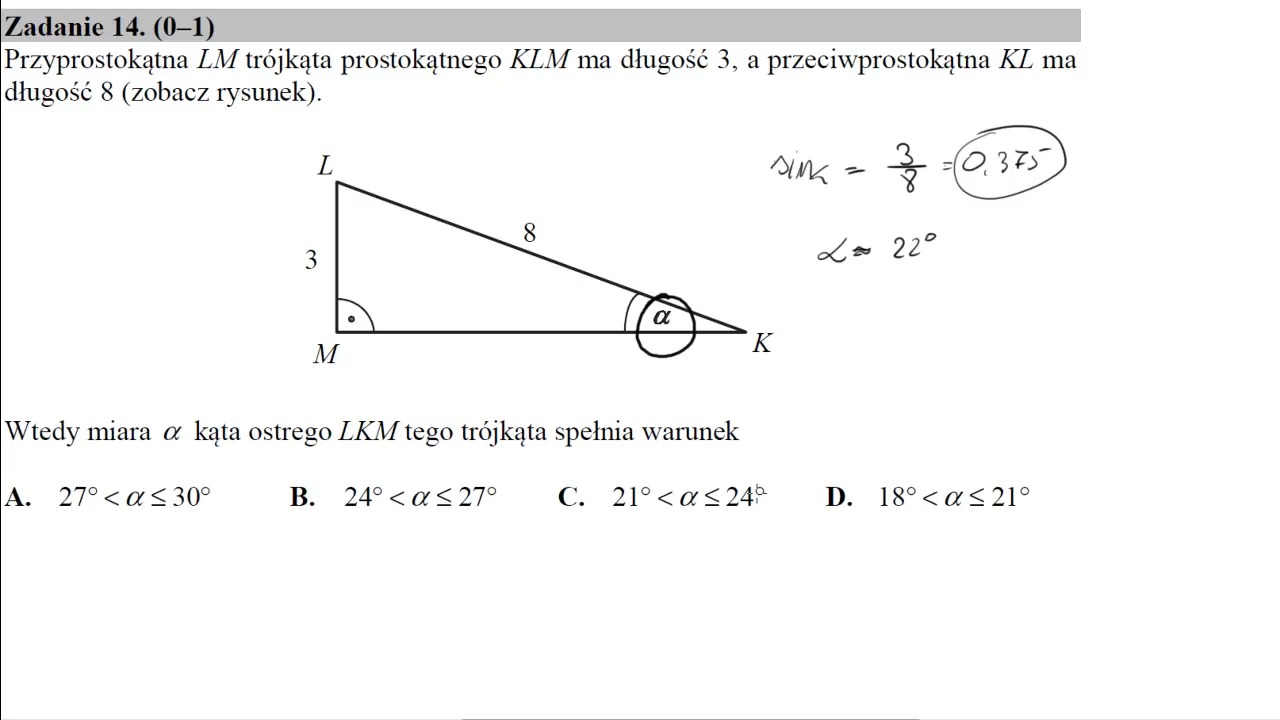 Zadanie 14. (0–1)
Przyprostokątna LM trójkąta prostokątnego KLM ma długość 3, a przeciwprostokątna KL ma
długość 8 (zobacz rysunek).
sin α = 3/8 = 0,375
L
8
α ≈ 22°
3
α
M
K
Wtedy miara α kąta ostrego LKM tego trójkąta spełnia warunek
A. 27° < α ≤ 30° B. 24° < α ≤ 27° C. 21° < α ≤ 24° D. 18° < α ≤ 21°